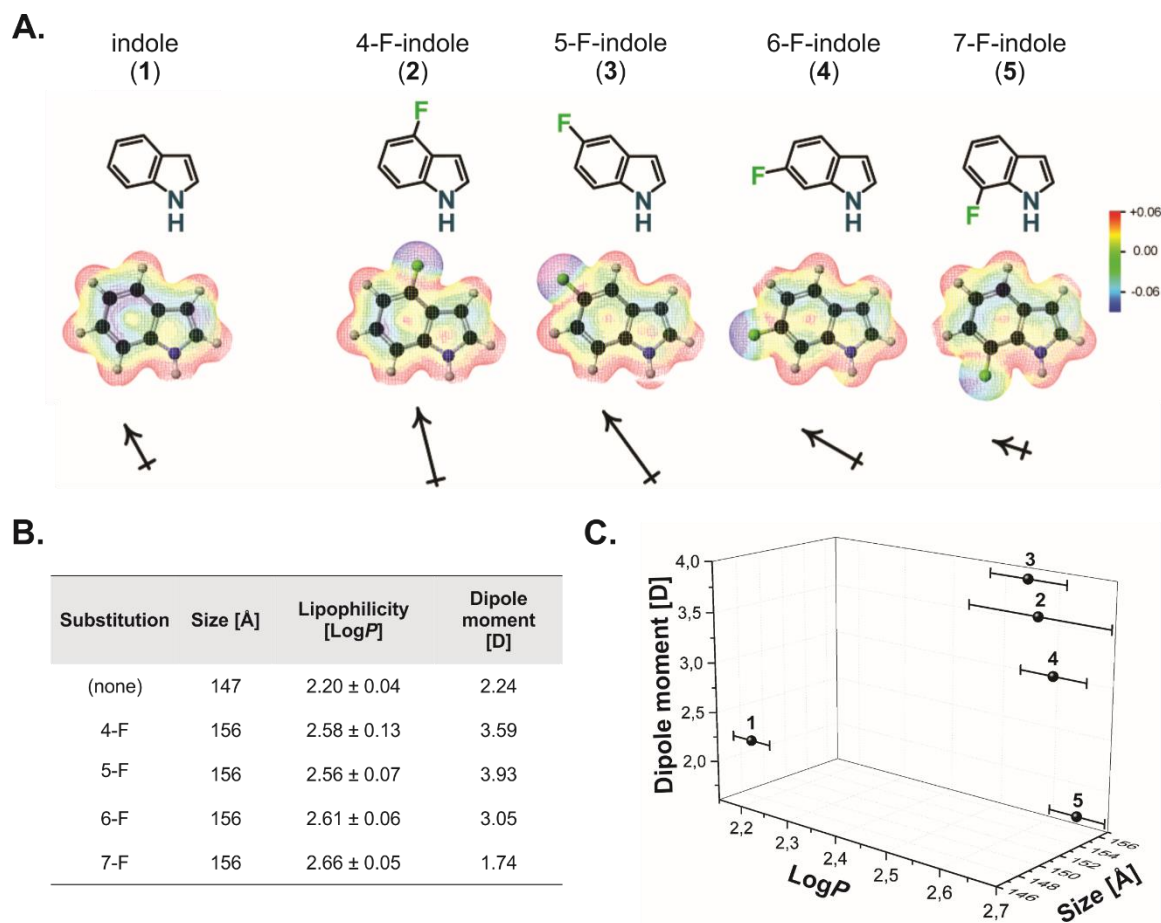 A.
indole
(1)
4-F-indole
(2)
5-F-indole
(3)
6-F-indole
(4)
7-F-indole
(5)
N
H
F
N
H
F
N
H
F
N
H
F
N
H
+0.06
0.00
-0.06
B.
Substitution Size [Å] Lipophilicity [LogP] Dipole moment [D]
(none) 147 2.20 ± 0.04 2.24
4-F 156 2.58 ± 0.13 3.59
5-F 156 2.56 ± 0.07 3.93
6-F 156 2.61 ± 0.06 3.05
7-F 156 2.66 ± 0.05 1.74
C.
Dipole moment [D]
4,0
3,5
3,0
2,5
2,0
1
2
3
4
5
2,2
2,3
2,4
2,5
2,6
2,7
LogP
146
148
150
152
154
156
Size [Å]